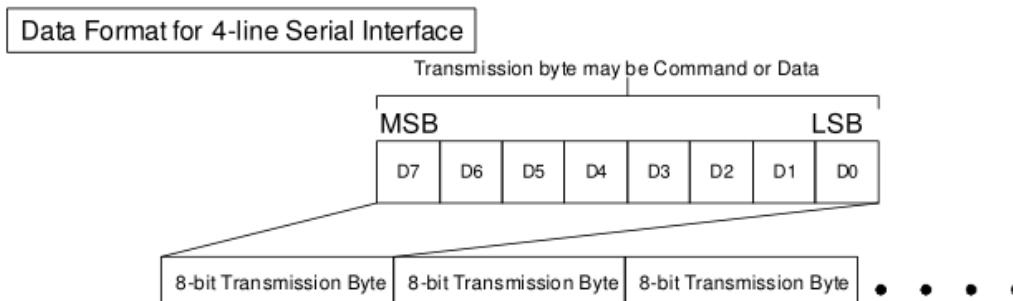 Data Format for 4-line Serial Interface
Transmission byte may be Command or Data
MSB LSB
D7 D6 D5 D4 D3 D2 D1 D0
8-bit Transmission Byte 8-bit Transmission Byte 8-bit Transmission Byte